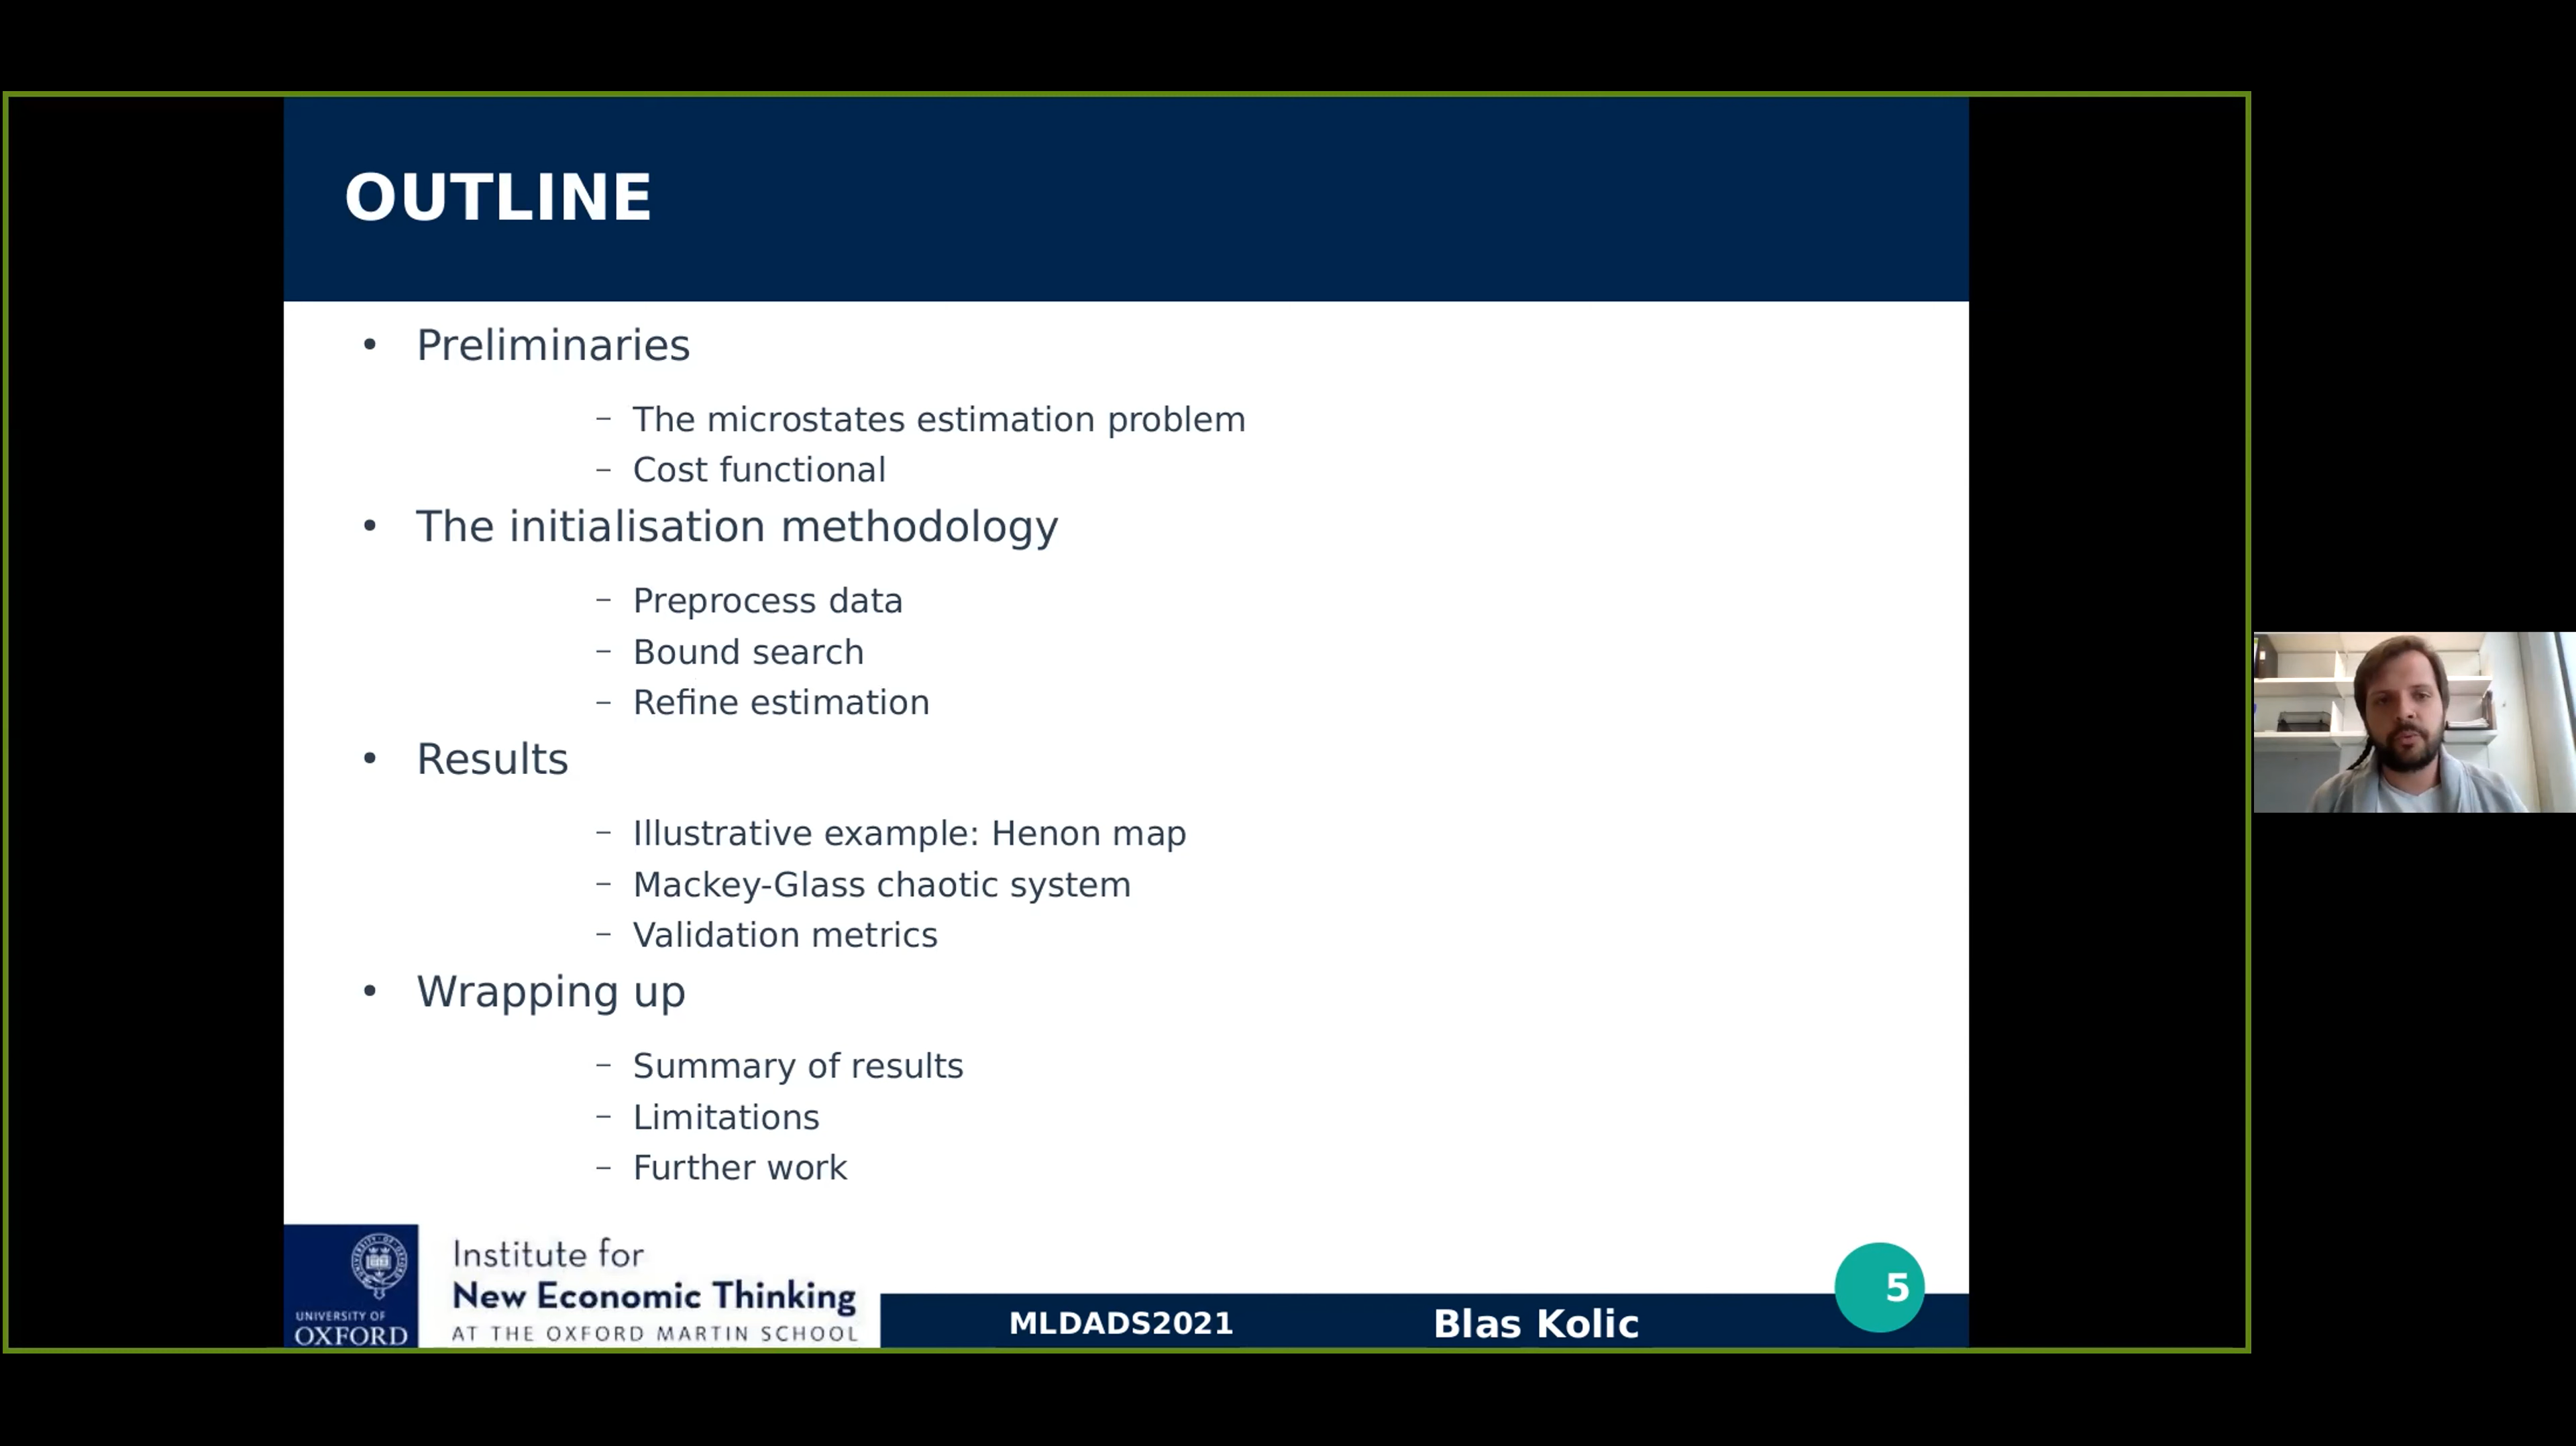 OUTLINE
• Preliminaries
– The microstates estimation problem
– Cost functional
• The initialisation methodology
– Preprocess data
– Bound search
– Refine estimation
• Results
– Illustrative example: Henon map
– Mackey-Glass chaotic system
– Validation metrics
• Wrapping up
– Summary of results
– Limitations
– Further work
UNIVERSITY OF
OXFORD
Institute for
New Economic Thinking
AT THE OXFORD MARTIN SCHOOL
MLDADS2021
Blas Kolic
5